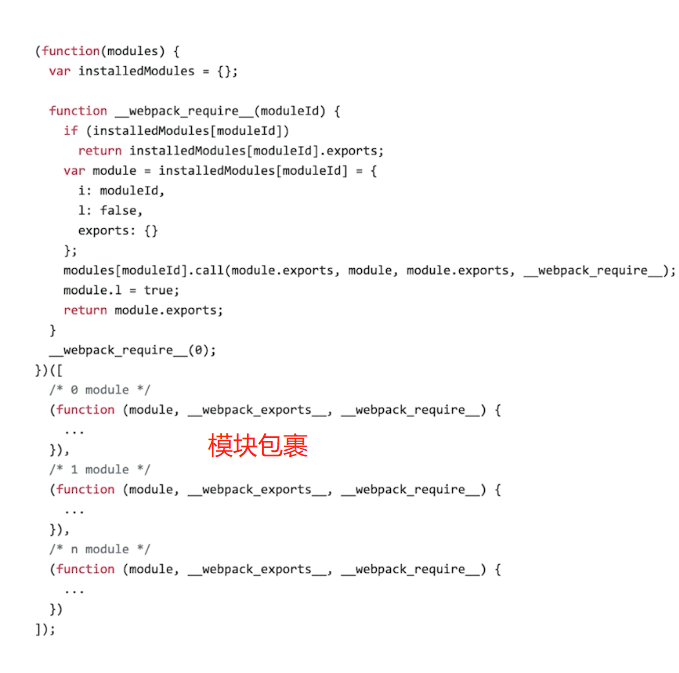 (function(modules) {
  var installedModules = {};

  function __webpack_require__(moduleId) {
    if (installedModules[moduleId])
      return installedModules[moduleId].exports;
    var module = installedModules[moduleId] = {
      i: moduleId,
      l: false,
      exports: {}
    };
    modules[moduleId].call(module.exports, module, module.exports, __webpack_require__);
    module.l = true;
    return module.exports;
  }
  __webpack_require__(0);
})([
  /* 0 module */
  (function (module, __webpack_exports__, __webpack_require__) {
    ...
模块包裹
  }),
  /* 1 module */
  (function (module, __webpack_exports__, __webpack_require__) {
    ...
  }),
  /* n module */
  (function (module, __webpack_exports__, __webpack_require__) {
    ...
  })
]);